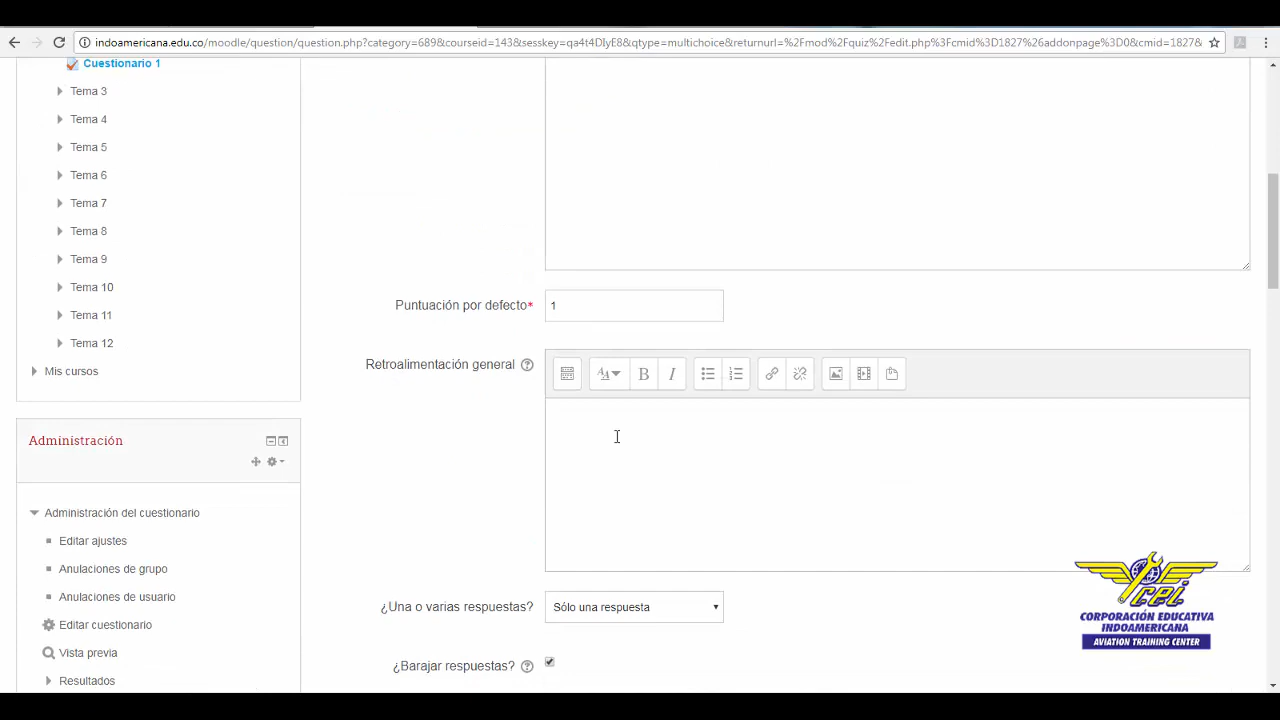 indoamericana.edu.co/moodle/question/question.php?category=689&courseid=143&sesskey=qa4t4DIyE8&qtype=multichoice&returnurl=%2Fmod%2Fquiz%2Fedit.php%3Fcmid%3D1827%26addonpage%3D0&cmid=1827&
Cuestionario 1
Tema 3
Tema 4
Tema 5
Tema 6
Tema 7
Tema 8
Tema 9
Tema 10
Tema 11
Tema 12
Mis cursos
Administración
Administración del cuestionario
Editar ajustes
Anulaciones de grupo
Anulaciones de usuario
Editar cuestionario
Vista previa
Resultados
Puntuación por defecto*
1
Retroalimentación general
¿Una o varias respuestas?
Sólo una respuesta
¿Barajar respuestas?
cei
CORPORACIÓN EDUCATIVA
INDOAMERICANA
AVIATION TRAINING CENTER